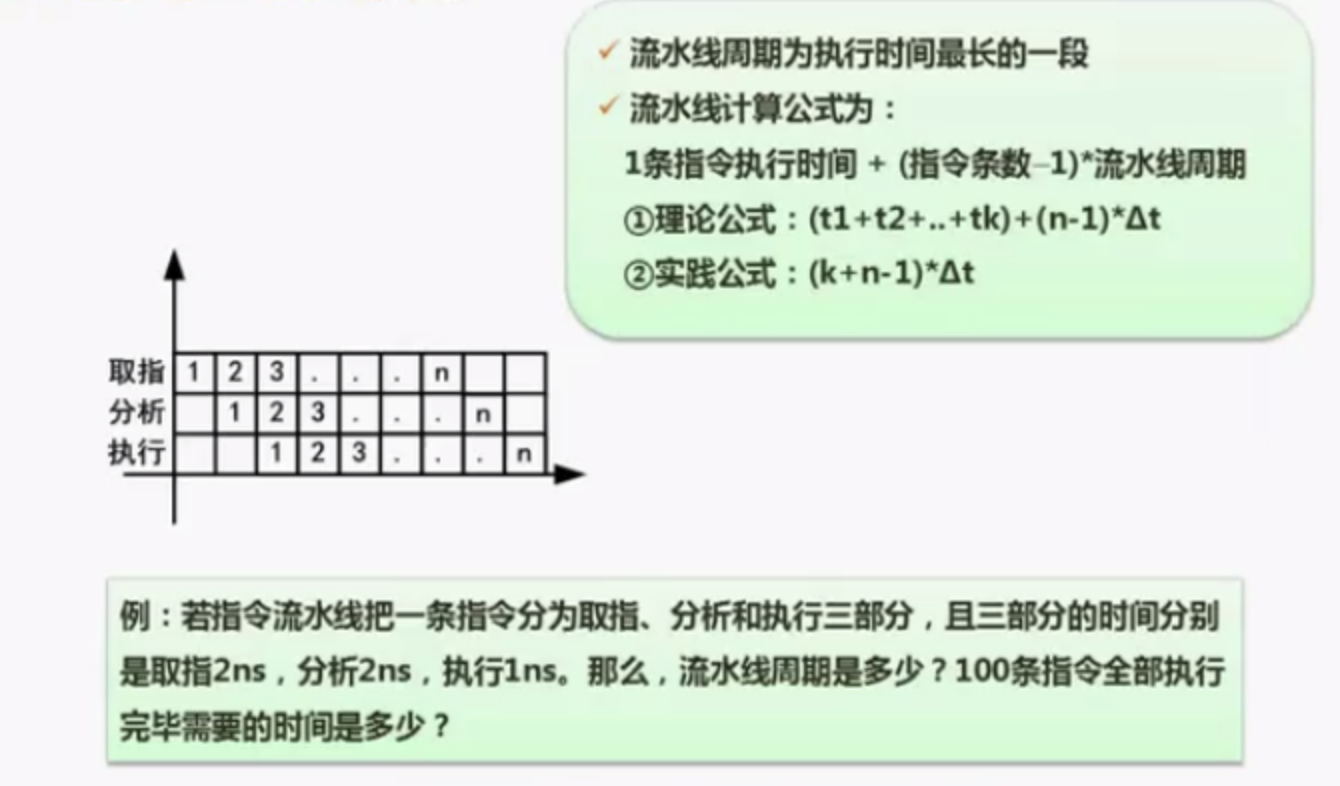 ✓ 流水线周期为执行时间最长的一段
✓ 流水线计算公式为：
1条指令执行时间 + (指令条数–1)*流水线周期
①理论公式：(t1+t2+..+tk)+(n-1)*Δt
②实践公式：(k+n-1)*Δt
取指 1 2 3 . . . n
分析 1 2 3 . . . n
执行 1 2 3 . . . n
例：若指令流水线把一条指令分为取指、分析和执行三部分，且三部分的时间分别
是取指2ns，分析2ns，执行1ns。那么，流水线周期是多少？100条指令全部执行
完毕需要的时间是多少？